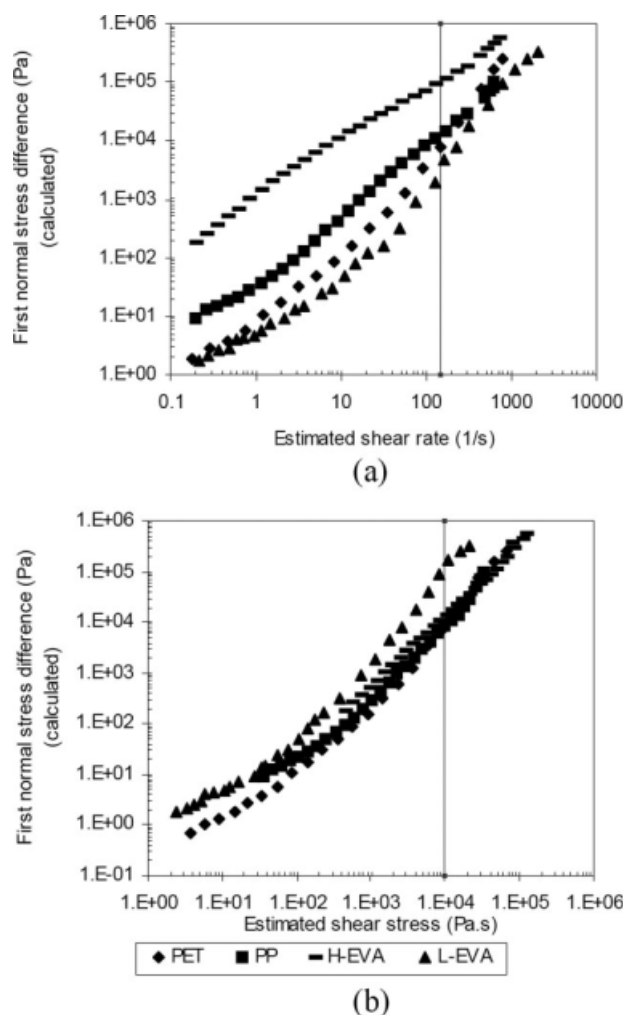 1.E+06
1.E+05
1.E+04
1.E+03
1.E+02
1.E+01
1.E+00
First normal stress difference (Pa)
(calculated)
0.1 1 10 100 1000 10000
Estimated shear rate (1/s)
(a)
1.E+06
1.E+05
1.E+04
1.E+03
1.E+02
1.E+01
1.E+00
1.E-01
First normal stress difference (Pa)
(calculated)
1.E+00 1.E+01 1.E+02 1.E+03 1.E+04 1.E+05 1.E+06
Estimated shear stress (Pa.s)
PET PP H-EVA L-EVA
(b)